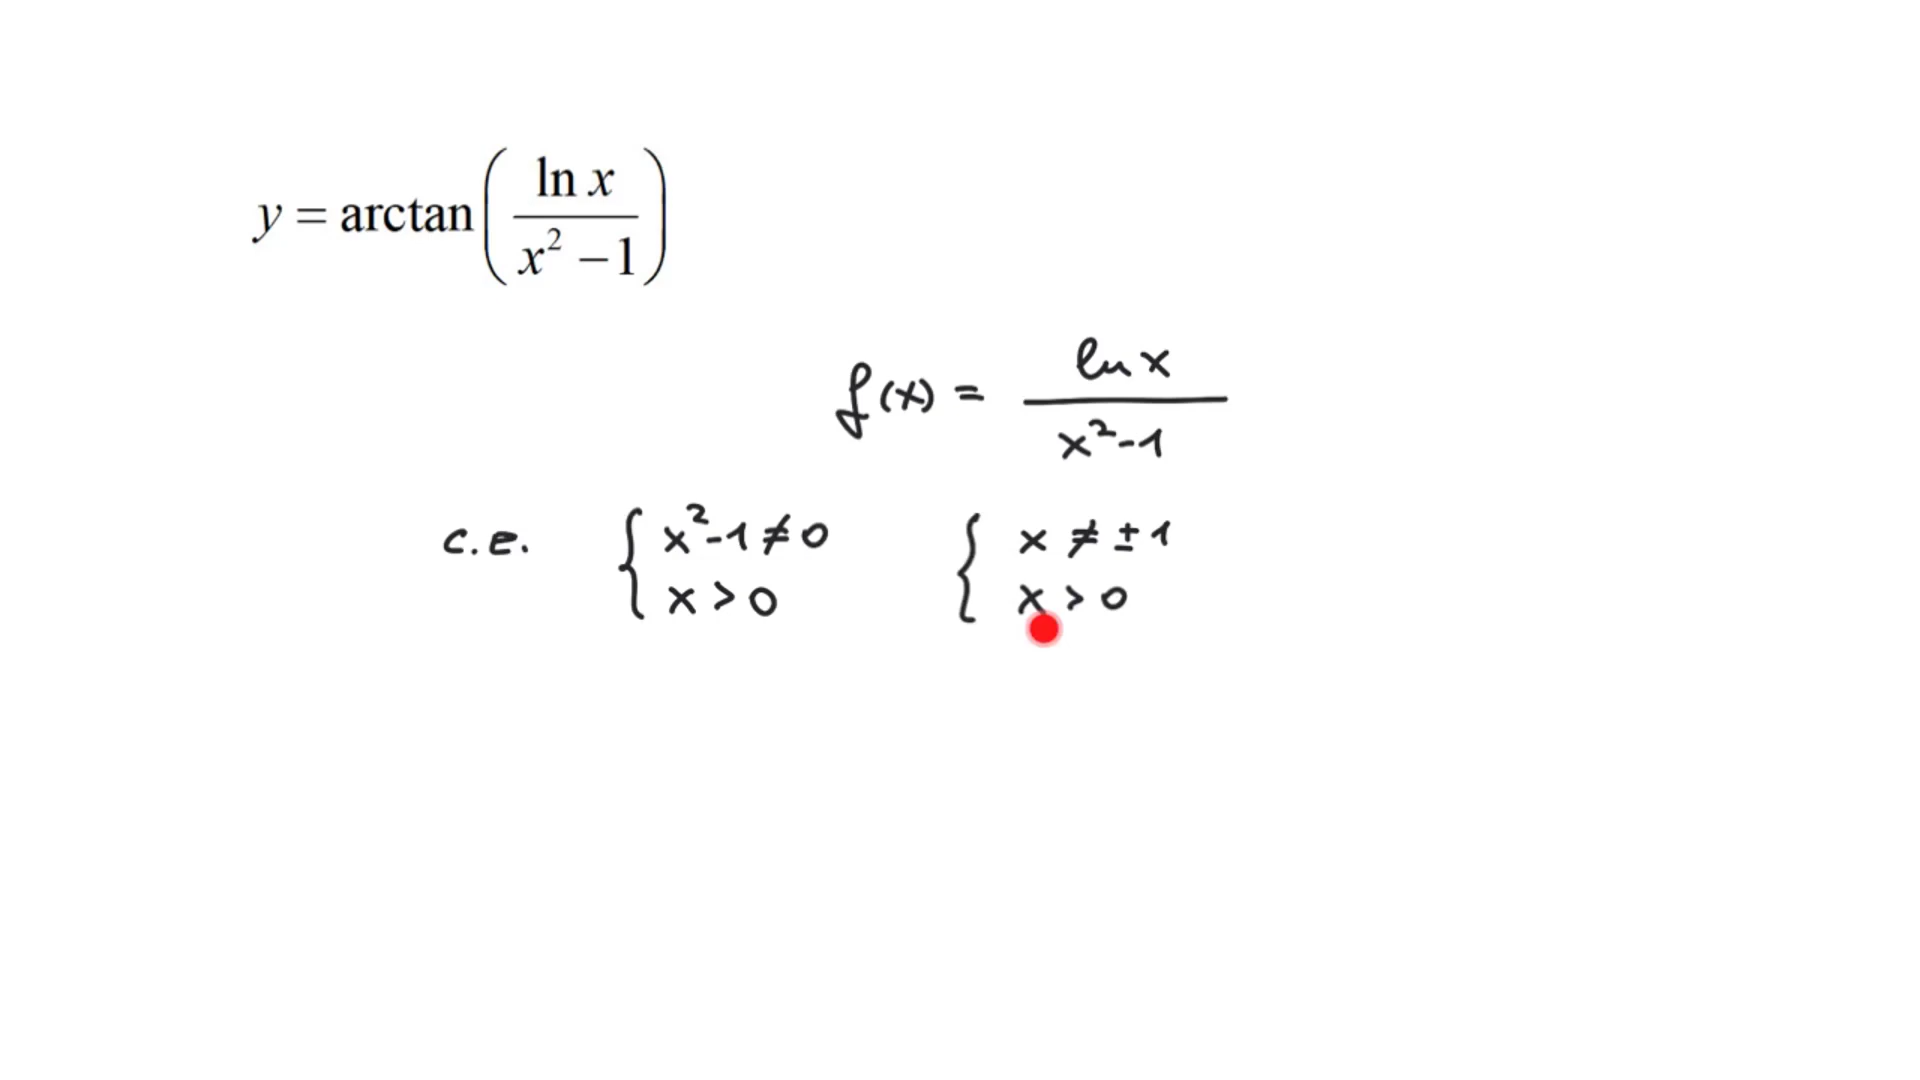 y = arctan( ln x / (x² − 1) )
f(x) = ln x / (x² - 1)
c.e. { x² - 1 ≠ 0 { x ≠ ± 1
x > 0 x > 0